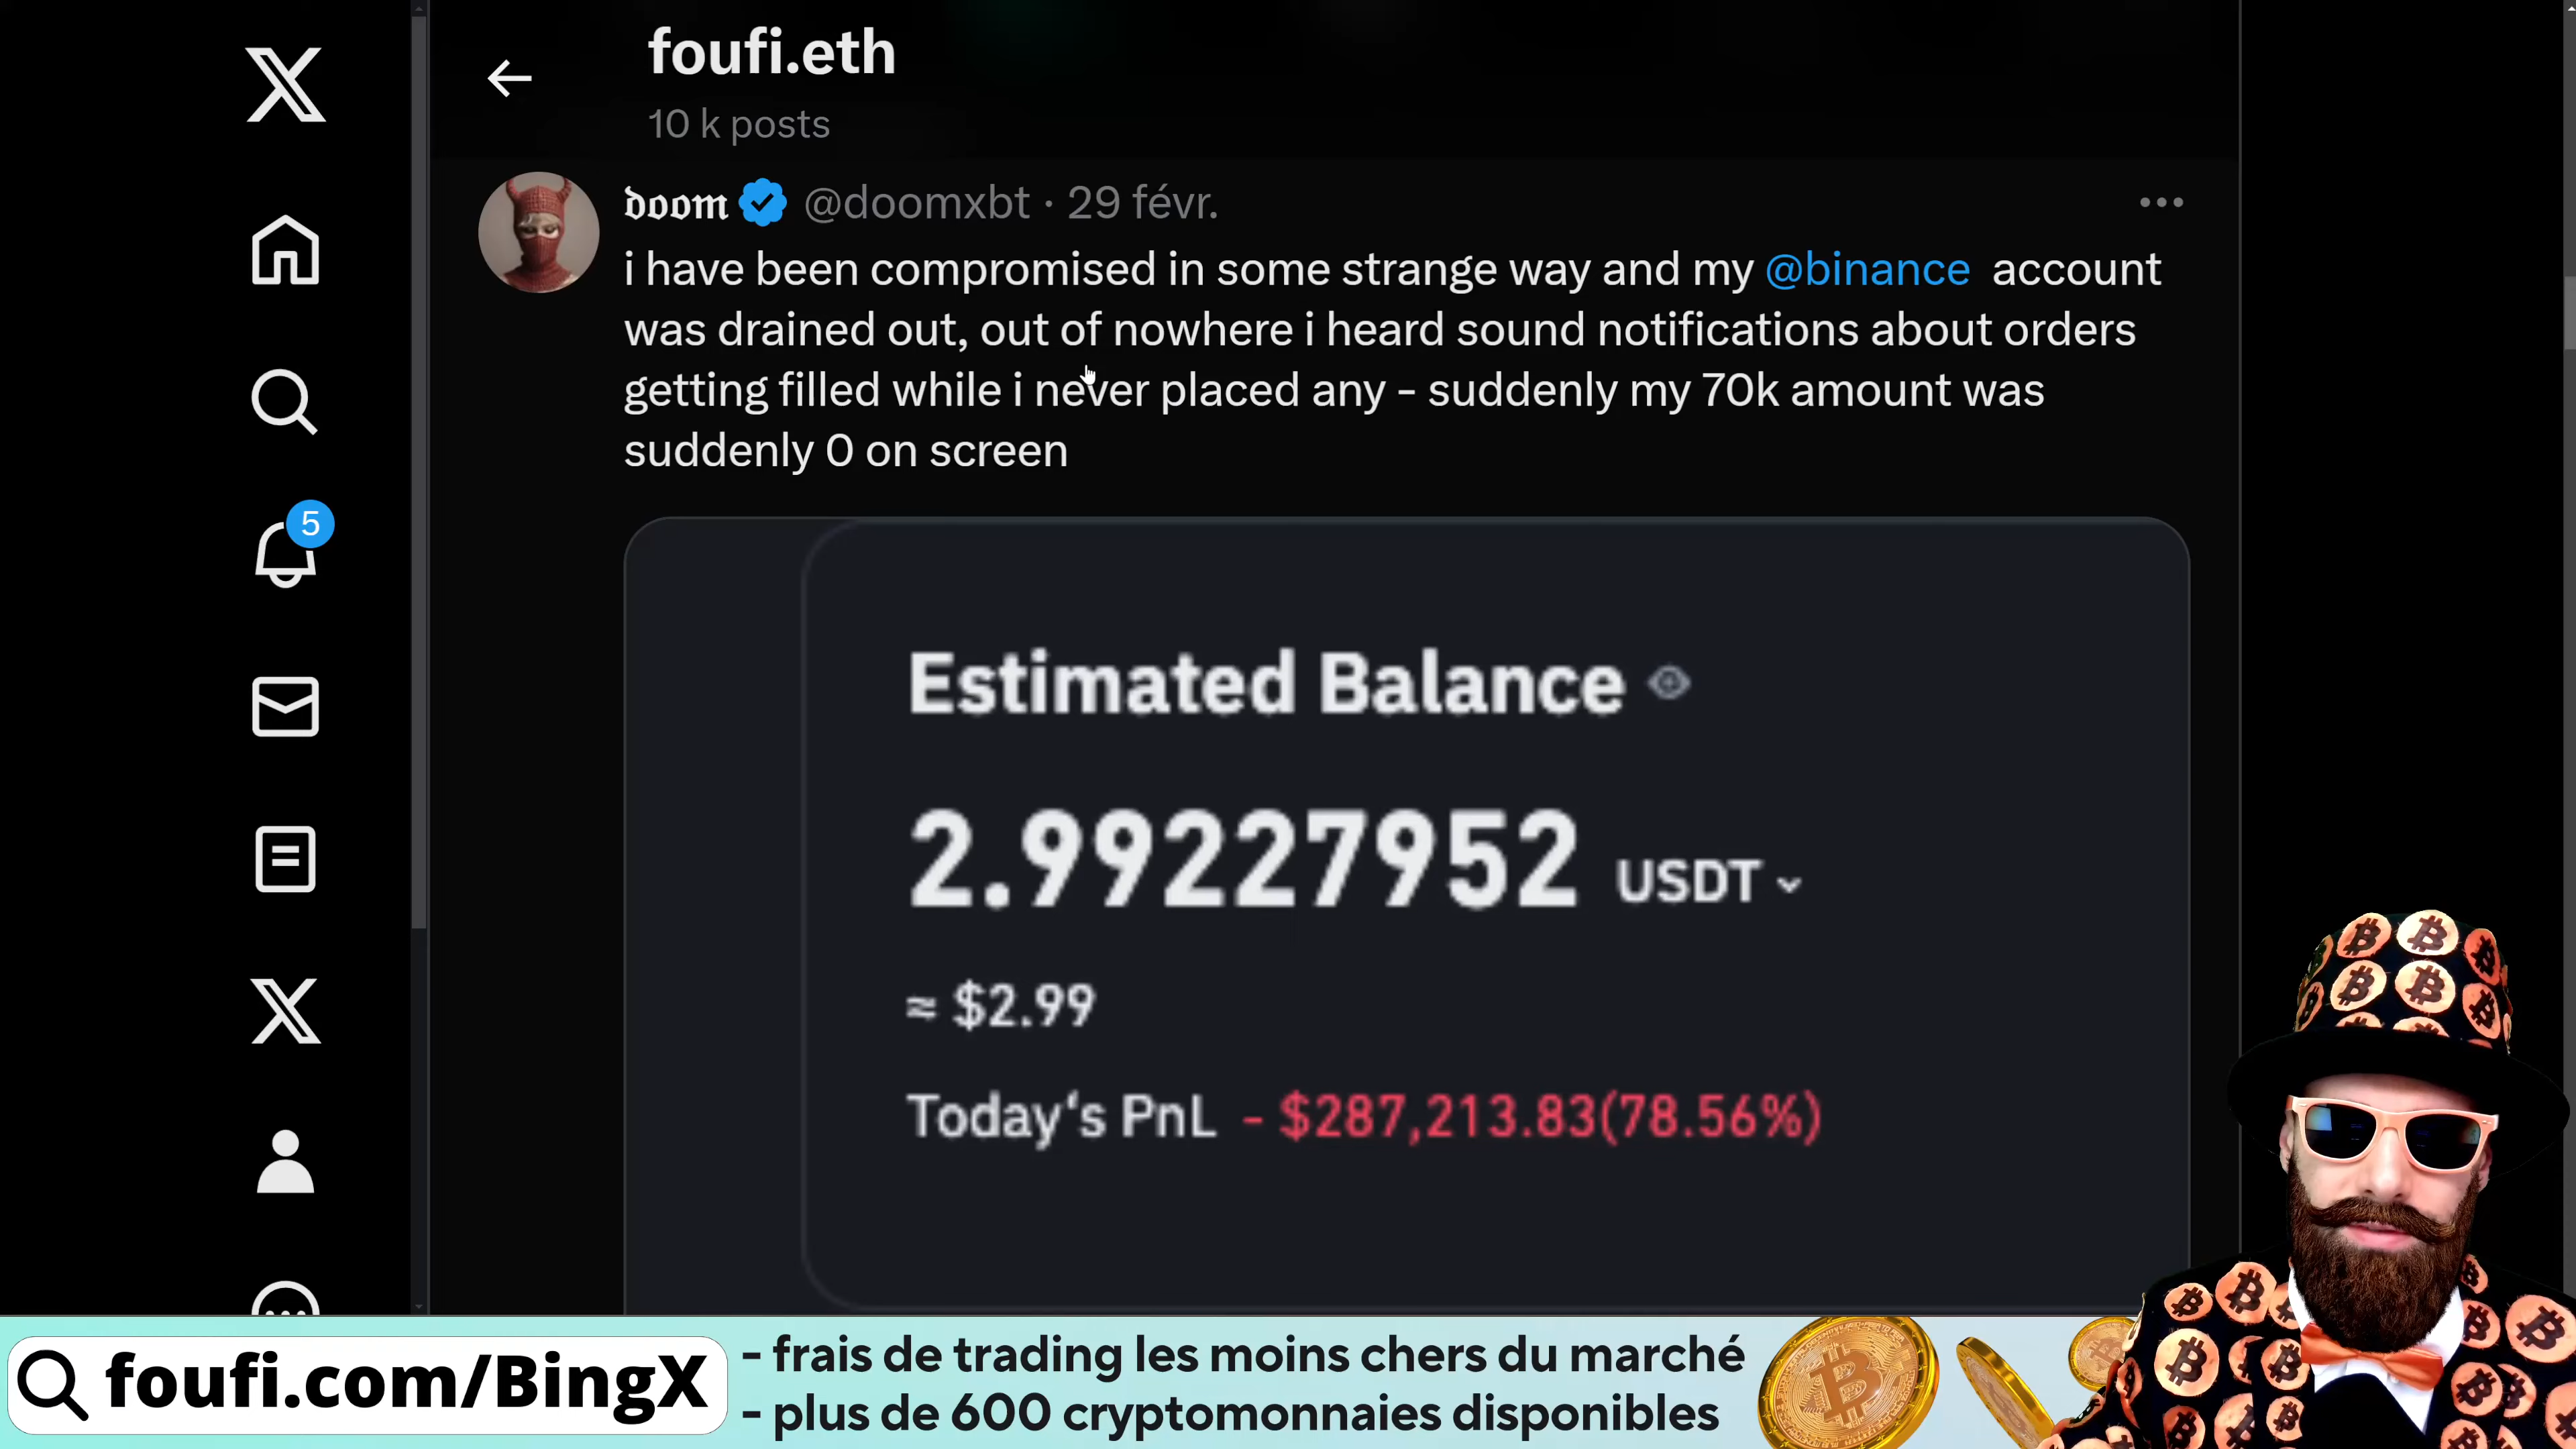 foufi.eth
10 k posts
doom @doomxbt · 29 févr.
i have been compromised in some strange way and my @binance account
was drained out, out of nowhere i heard sound notifications about orders
getting filled while i never placed any - suddenly my 70k amount was
suddenly 0 on screen
5
Estimated Balance
2.99227952 USDT
≈ $2.99
Today's PnL - $287,213.83(78.56%)
foufi.com/BingX
- frais de trading les moins chers du marché
- plus de 600 cryptomonnaies disponibles